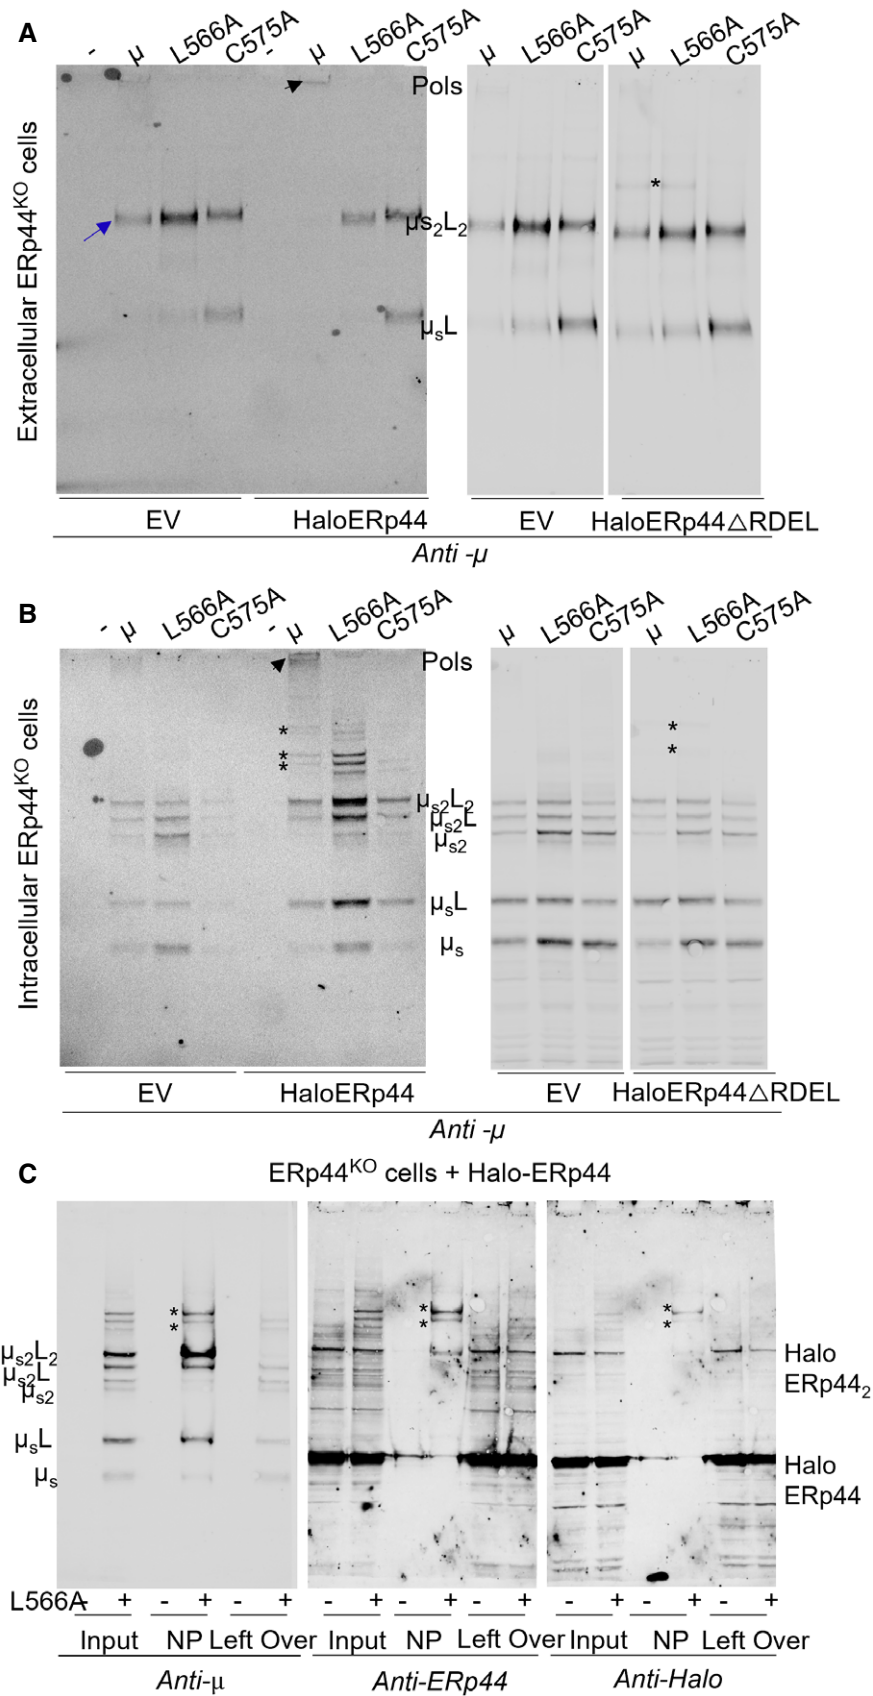 A
- μ L566A C575A - μ L566A C575A μ L566A C575A μ L566A C575A
Extracellular ERp44KO cells
Pols
*
μs2L2
μsL
EV HaloERp44 EV HaloERp44△RDEL
Anti -μ
B
- μ L566A C575A - μ L566A C575A μ L566A C575A μ L566A C575A
Intracellular ERp44KO cells
Pols
* *
* *
*
μs2L2
μs2L
μs2
μsL
μs
EV HaloERp44 EV HaloERp44△RDEL
Anti -μ
C
ERp44KO cells + Halo-ERp44
* * *
* * *
μs2L2 Halo
μs2L ERp442
μs2
μsL Halo
μs ERp44
L566A - + - + - + - + - + - + - + - + - +
Input NP Left Over Input NP Left Over Input NP Left Over
Anti-μ Anti-ERp44 Anti-Halo